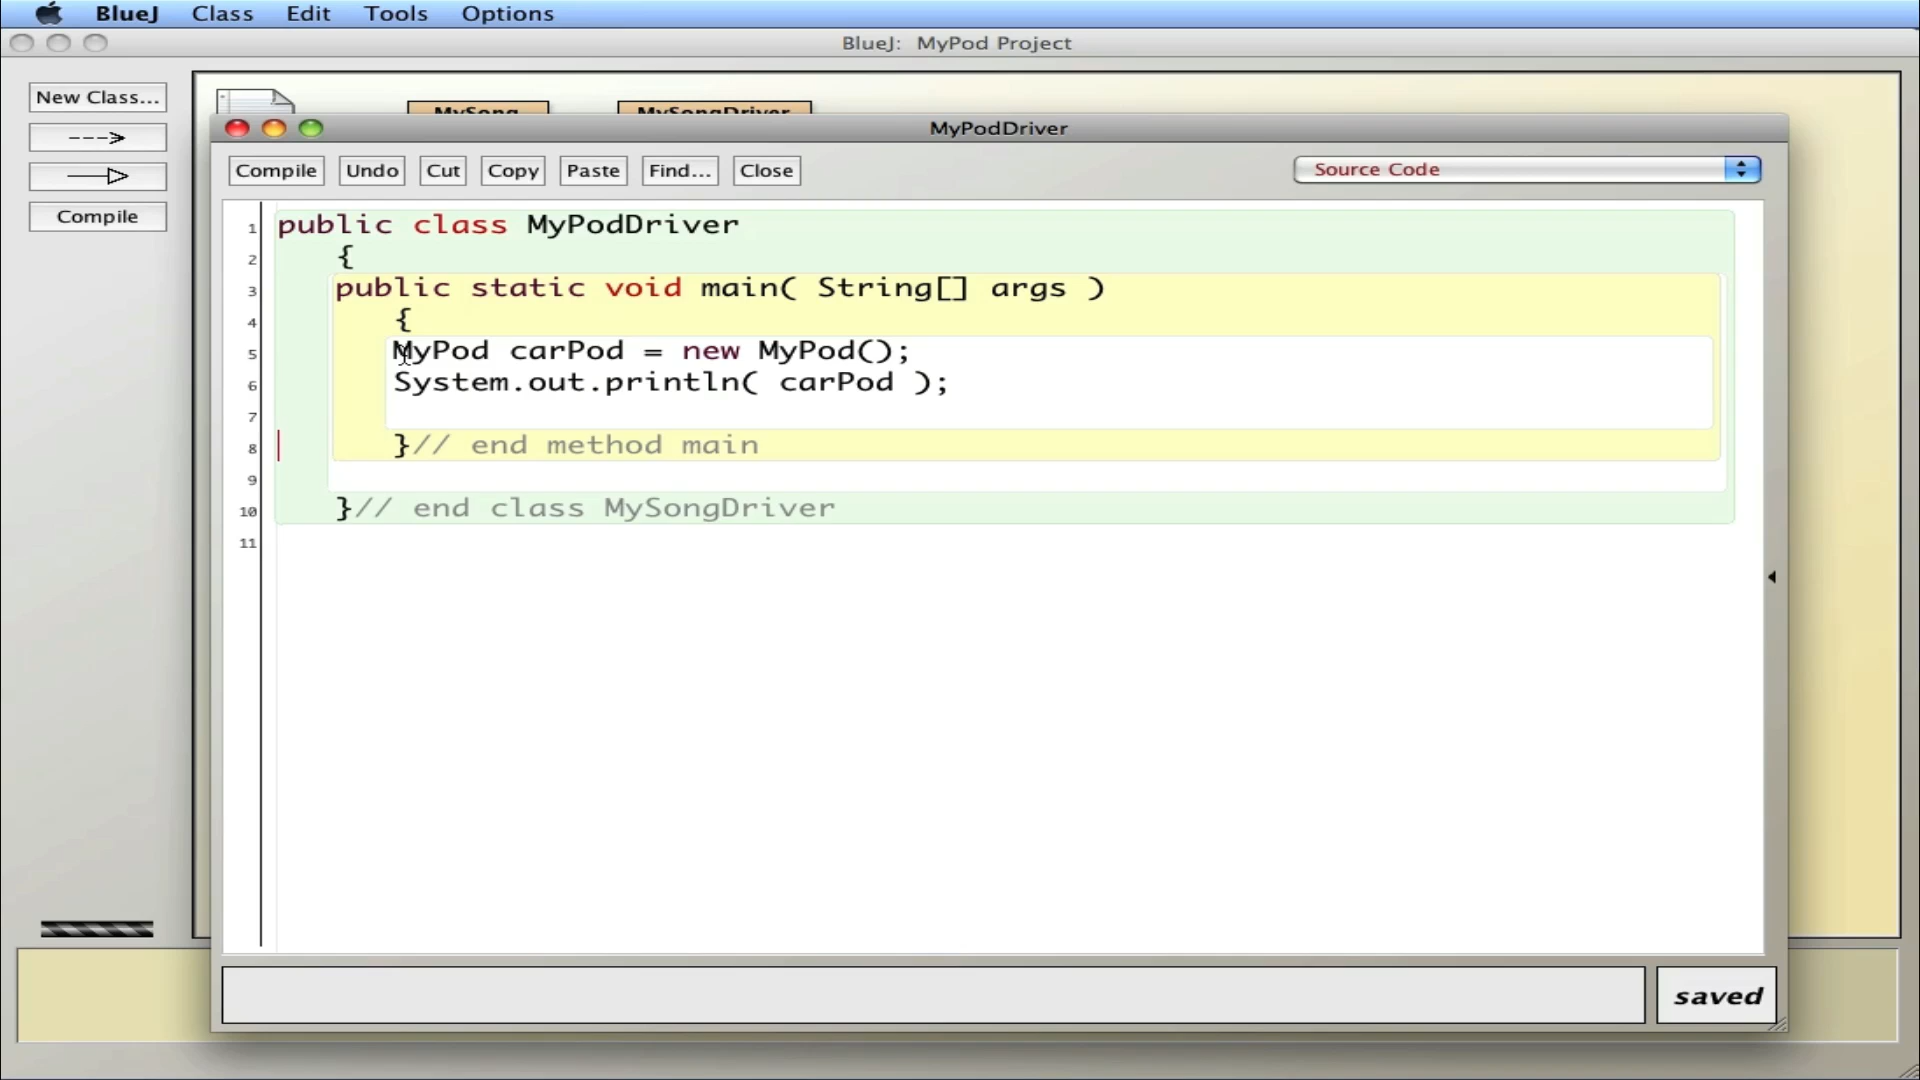 BlueJ Class Edit Tools Options
BlueJ: MyPod Project
New Class...
Compile
MySong MySongDriver
MyPodDriver
Compile Undo Cut Copy Paste Find... Close Source Code
1 public class MyPodDriver
2 {
3 public static void main( String[] args )
4 {
5 MyPod carPod = new MyPod();
6 System.out.println( carPod );
7
8 }// end method main
9
10 }// end class MySongDriver
11
saved